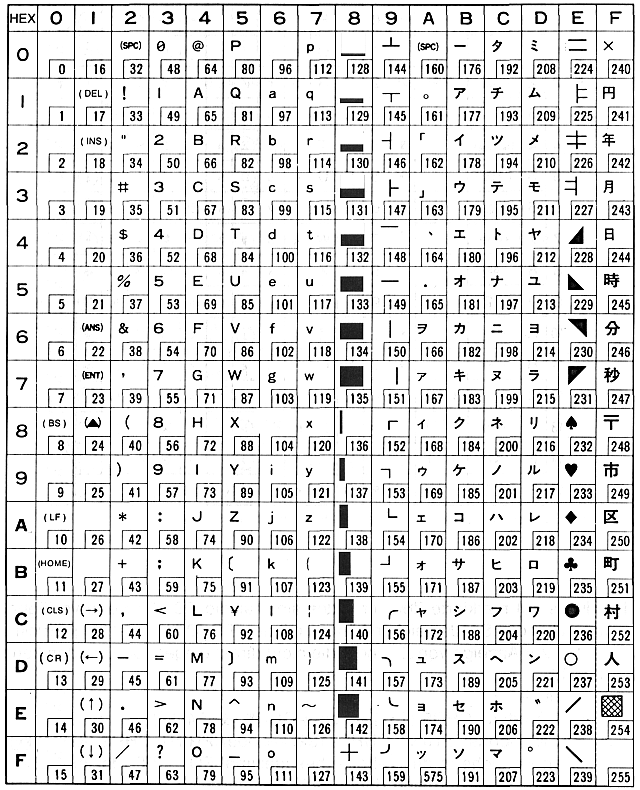 HEX 0 1 2 3 4 5 6 7 8 9 A B C D E F
0 (SPC) 0 @ P p (SPC) ー タ ミ ×
0 16 32 48 64 80 96 112 128 144 160 176 192 208 224 240
1 (DEL) ! 1 A Q a q 。 ア チ ム 円
1 17 33 49 65 81 97 113 129 145 161 177 193 209 225 241
2 (INS) " 2 B R b r 「 イ ツ メ 年
2 18 34 50 66 82 98 114 130 146 162 178 194 210 226 242
3 # 3 C S c s 」 ウ テ モ 月
3 19 35 51 67 83 99 115 131 147 163 179 195 211 227 243
4 $ 4 D T d t 、 エ ト ヤ 日
4 20 36 52 68 84 100 116 132 148 164 180 196 212 228 244
5 % 5 E U e u . オ ナ ユ 時
5 21 37 53 69 85 101 117 133 149 165 181 197 213 229 245
6 (ANS) & 6 F V f v ヲ カ ニ ヨ 分
6 22 38 54 70 86 102 118 134 150 166 182 198 214 230 246
7 (ENT) ' 7 G W g w ァ キ ヌ ラ 秒
7 23 39 55 71 87 103 119 135 151 167 183 199 215 231 247
8 (BS) (▲) ( 8 H X x ィ ク ネ リ ♠ 〒
8 24 40 56 72 88 104 120 136 152 168 184 200 216 232 248
9 ) 9 I Y i y ゥ ケ ノ ル ♥ 市
9 25 41 57 73 89 105 121 137 153 169 185 201 217 233 249
A (LF) * : J Z j z ェ コ ハ レ ♦ 区
10 26 42 58 74 90 106 122 138 154 170 186 202 218 234 250
B (HOME) + ; K [ k { ォ サ ヒ ロ ♣ 町
11 27 43 59 75 91 107 123 139 155 187 203 219 235 251
C (CLS) (→) , < L ¥ l ¦ ャ シ フ ワ ● 村
12 28 44 60 76 92 108 124 140 156 172 188 204 220 236 252
D (CR) (←) − = M ] m } ュ ス ヘ ン ○ 人
13 29 45 61 77 93 109 125 141 157 173 189 205 221 237 253
E (↑) . > N ^ n ~ ョ セ ホ ゛
14 30 46 62 78 94 110 126 142 158 174 190 206 222 238 254
F (↓) / ? O _ o ッ ソ マ ゜
15 31 47 63 79 95 111 127 143 159 575 191 207 223 239 255